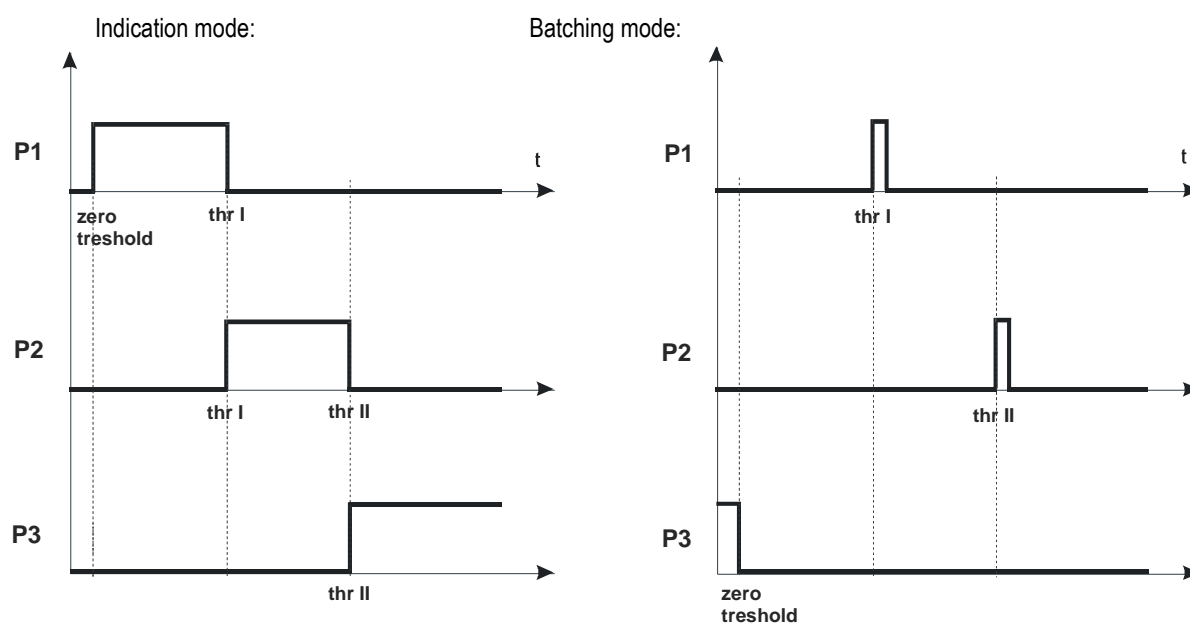 Indication mode:
Batching mode:
P1
t
zero
treshold
thr I
P2
thr I
thr II
P3
thr II
P1
t
thr I
P2
thr II
P3
zero
treshold